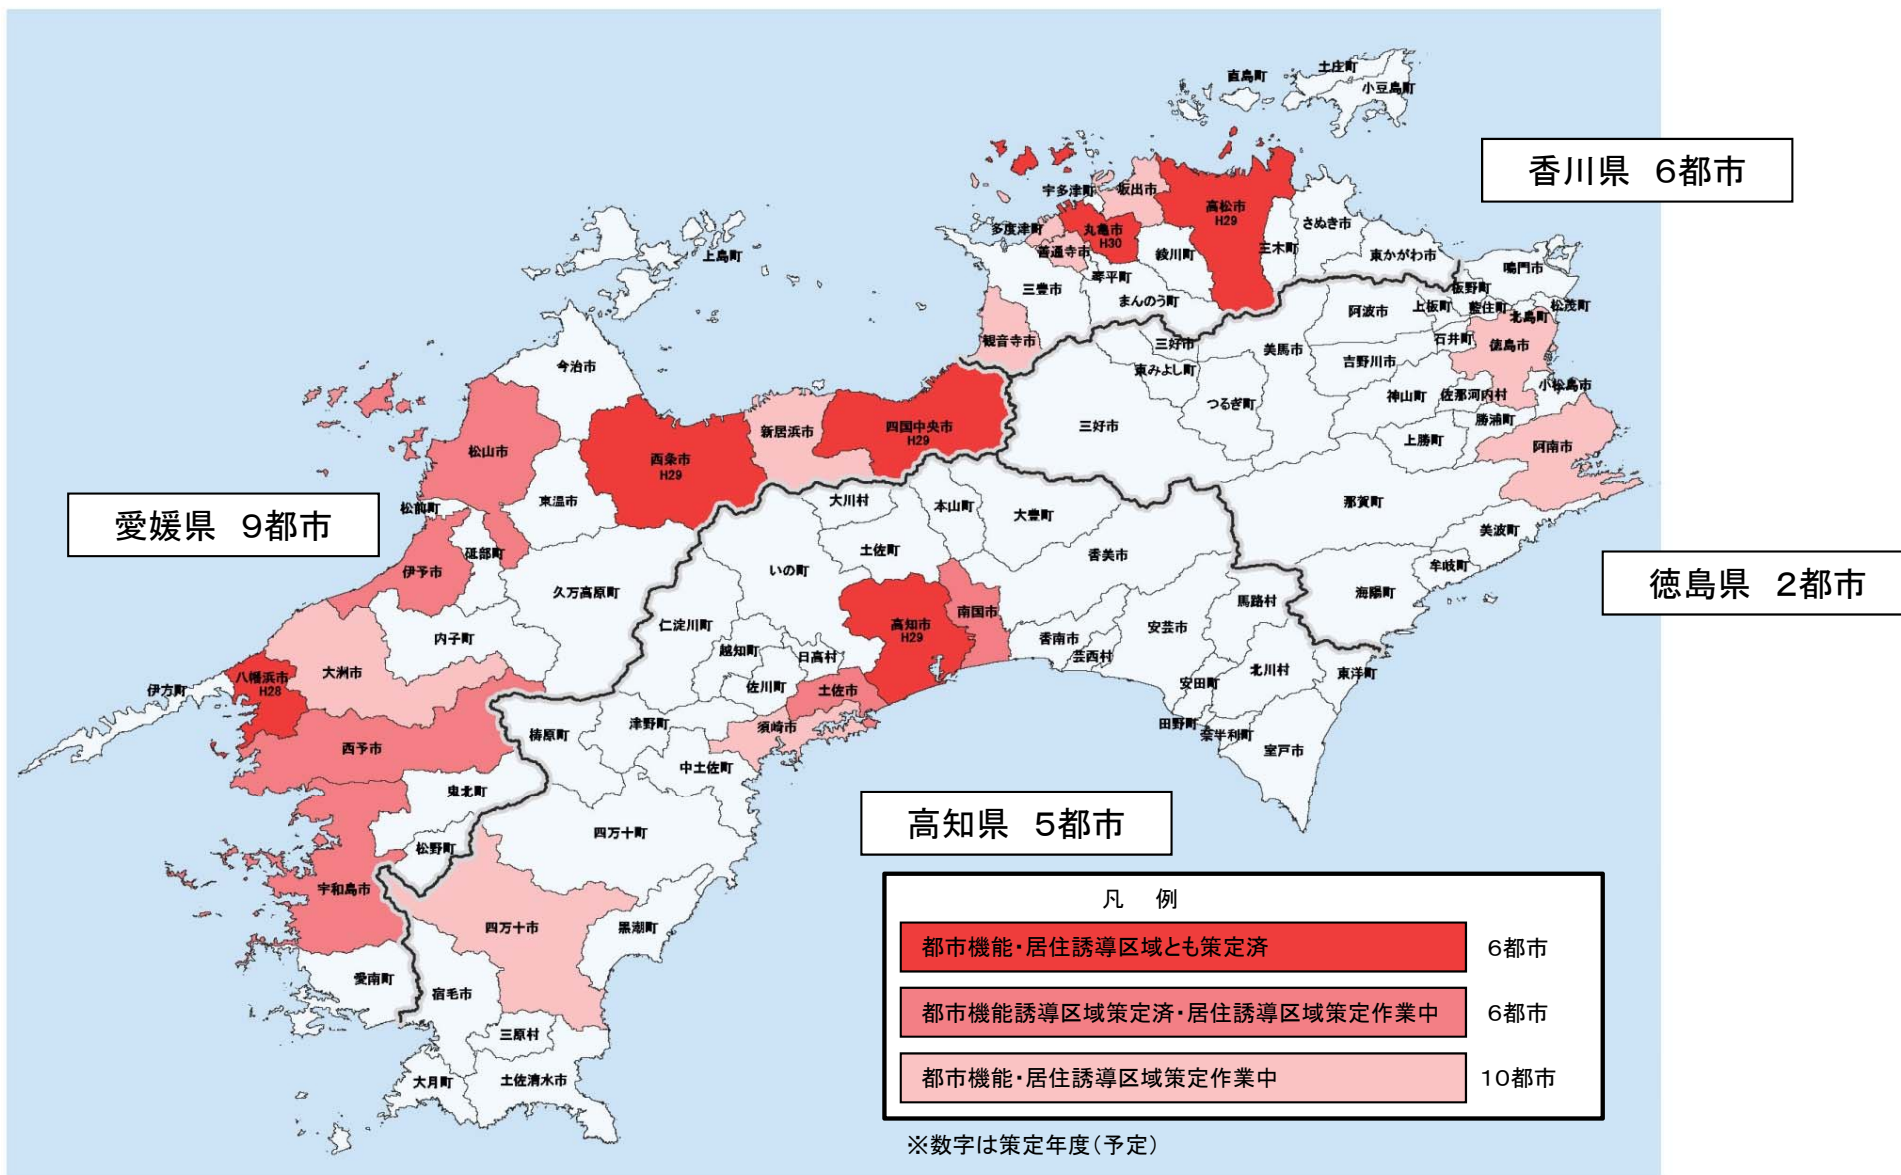 土庄町
直島町
小豆島町
香川県 6都市
宇多津町
坂出市
高松市
H29
さぬき市
多度津町
丸亀市
H30
善通寺市
綾川町
三木町
東かがわ市
琴平町
三豊市
まんのう町
観音寺市
上島町
鳴門市
板野町
松茂町
上板町
藍住町
北島町
阿波市
石井町
徳島市
三好市
美馬市
吉野川市
東みよし町
小松島市
佐那河内村
神山町
つるぎ町
勝浦町
三好市
上勝町
阿南市
那賀町
美波町
牟岐町
海陽町
徳島県 2都市
今治市
新居浜市
四国中央市
H29
西条市
H29
松山市
東温市
松前町
愛媛県 9都市
砥部町
伊予市
久万高原町
内子町
大洲市
八幡浜市
H28
伊方町
西予市
鬼北町
松野町
宇和島市
愛南町
大川村
本山町
大豊町
土佐町
香美市
いの町
高知市
H29
南国市
馬路村
仁淀川町
安芸市
香南市
越知町
日高村
芸西村
北川村
佐川町
土佐市
安田町
東洋町
津野町
須崎市
田野町
梼原町
奈半利町
室戸市
中土佐町
四万十町
高知県 5都市
四万十市
黒潮町
宿毛市
三原村
大月町
土佐清水市
凡 例
都市機能・居住誘導区域とも策定済 6都市
都市機能誘導区域策定済・居住誘導区域策定作業中 6都市
都市機能・居住誘導区域策定作業中 10都市
※数字は策定年度(予定)